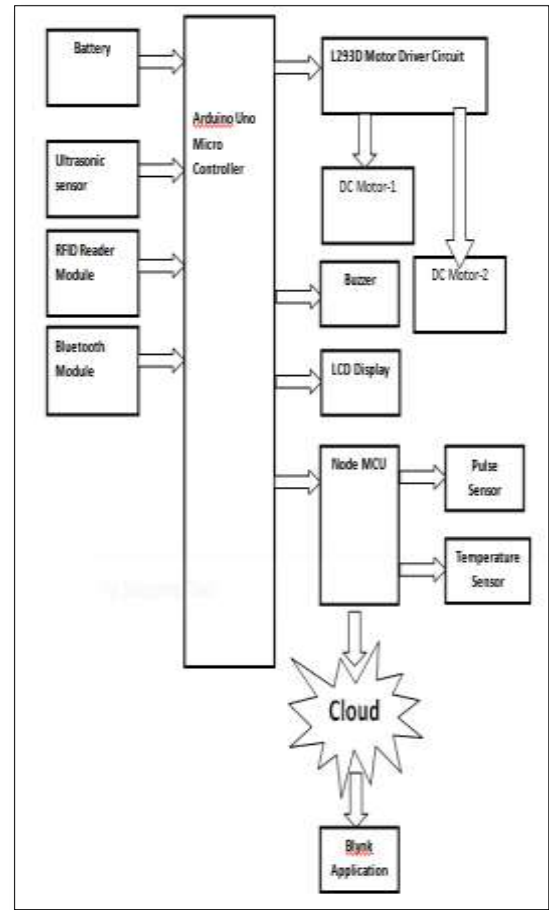 Battery
L293D Motor Driver Circuit
Arduino Uno
Micro
Controller
Ultrasonic
sensor
DC Motor-1
RFID Reader
Module
Buzzer
DC Motor-2
Bluetooth
Module
LCD Display
Node MCU
Pulse
Sensor
Temperature
Sensor
Cloud
Blynk
Application